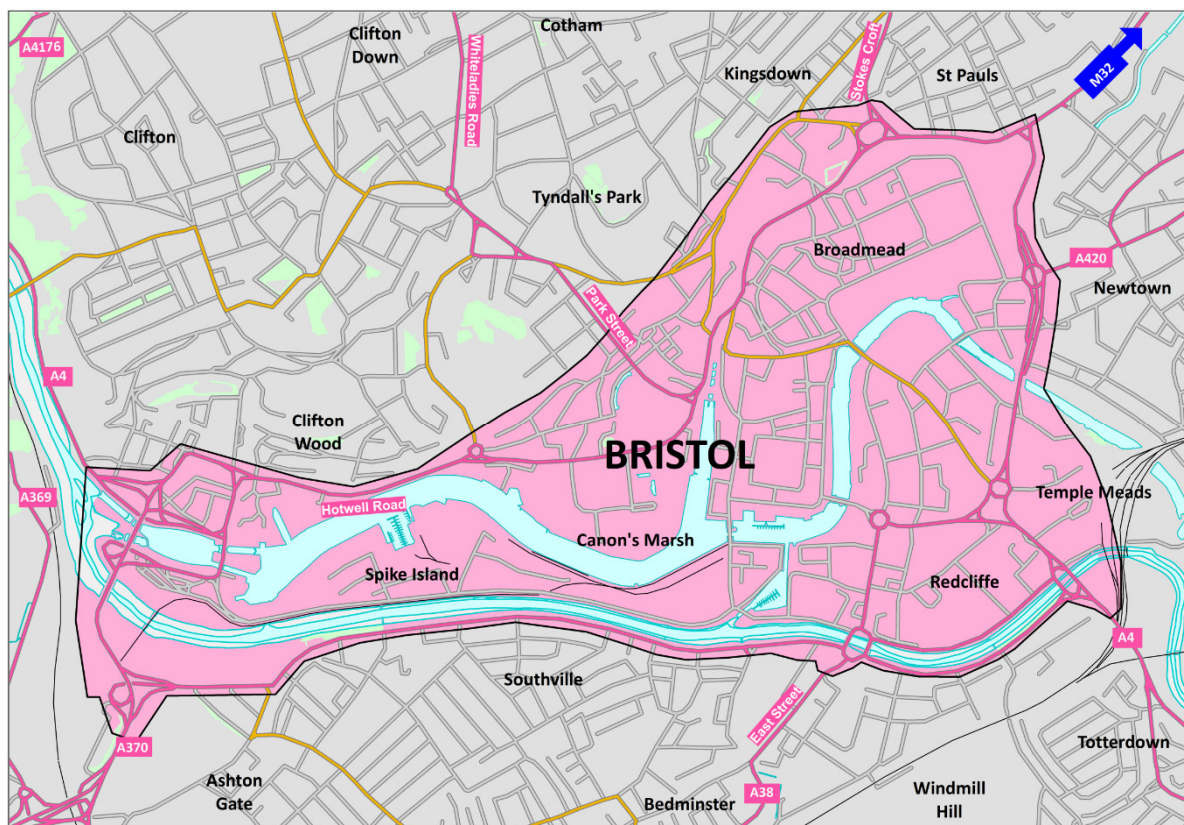 Cotham
A4176
Clifton
Down
Whiteladies Road
Stokes Croft
Kingsdown
St Pauls
M32
Clifton
Tyndall's Park
Broadmead
A420
Newtown
Park Street
A4
Clifton
Wood
BRISTOL
A369
Hotwell Road
Temple Meads
Canon's Marsh
Spike Island
Redcliffe
A4
Southville
East Street
A370
Totterdown
Ashton
Gate
Bedminster
A38
Windmill
Hill